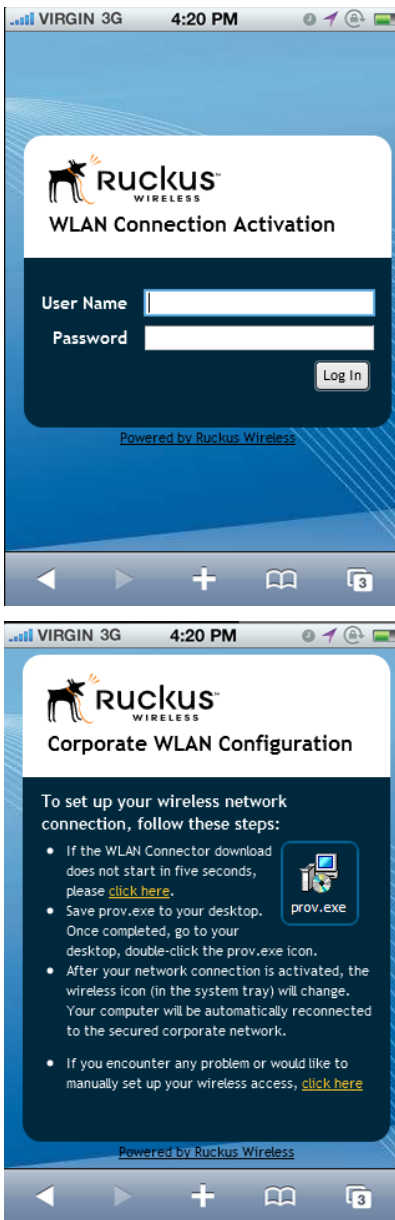 VIRGIN 3G 4:20 PM
RUCKUS™
WIRELESS
WLAN Connection Activation
User Name
Password
Log In
Powered by Ruckus Wireless
3
VIRGIN 3G 4:20 PM
RUCKUS™
WIRELESS
Corporate WLAN Configuration
To set up your wireless network
connection, follow these steps:
• If the WLAN Connector download
does not start in five seconds,
please click here.
prov.exe
• Save prov.exe to your desktop.
Once completed, go to your
desktop, double-click the prov.exe icon.
• After your network connection is activated, the
wireless icon (in the system tray) will change.
Your computer will be automatically reconnected
to the secured corporate network.
• If you encounter any problem or would like to
manually set up your wireless access, click here
Powered by Ruckus Wireless
3